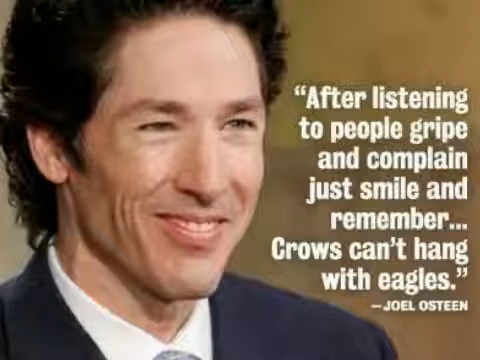 “After listening
to people gripe
and complain
just smile and
remember...
Crows can’t hang
with eagles.”
—JOEL OSTEEN